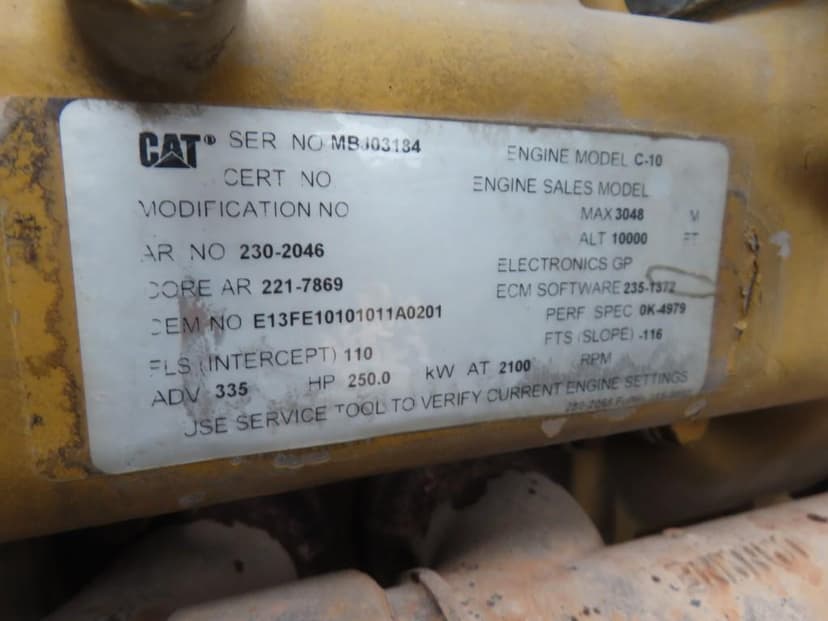 CAT® SER NO MBJ03184 ENGINE MODEL C-10
CERT NO ENGINE SALES MODEL
MODIFICATION NO MAX 3048 M
AR NO 230-2046 ALT 10000 FT
CORE AR 221-7869 ELECTRONICS GP
ECM SOFTWARE 235-1372
OEM NO E13FE10101011A0201 PERF SPEC 0K-4979
FLS (INTERCEPT) 110 FTS (SLOPE) -116
ADV 335 HP 250.0 kW AT 2100 RPM
USE SERVICE TOOL TO VERIFY CURRENT ENGINE SETTINGS